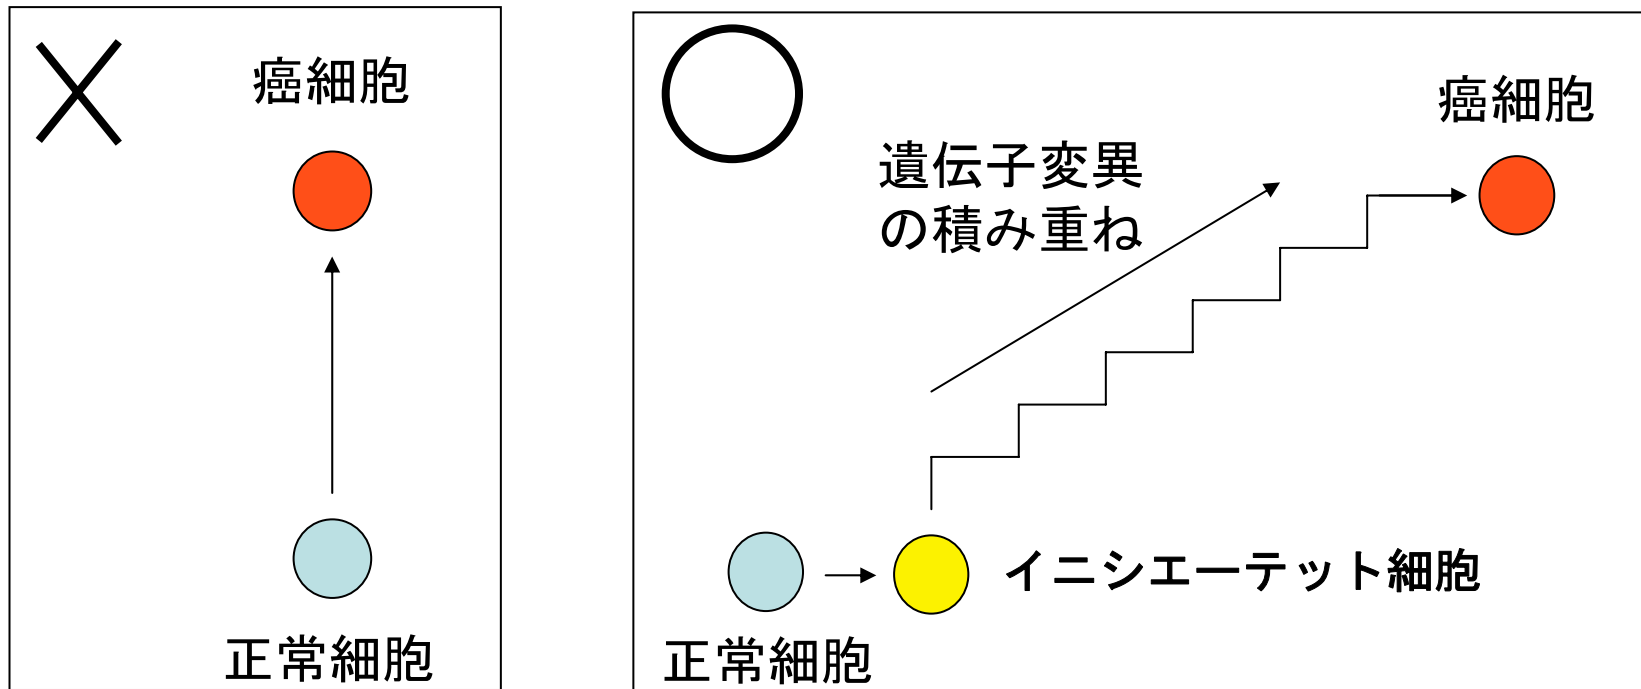 癌細胞
正常細胞
遺伝子変異
の積み重ね
癌細胞
イニシエーテット細胞
正常細胞